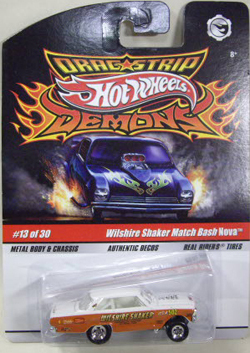 DRAG STRIP
Hot Wheels
DEMONS
#13 of 30
Wilshire Shaker Match Bash Nova™
METAL BODY & CHASSIS
AUTHENTIC DECOS
REAL RIDERS® TIRES
WILSHIRE SHAKER